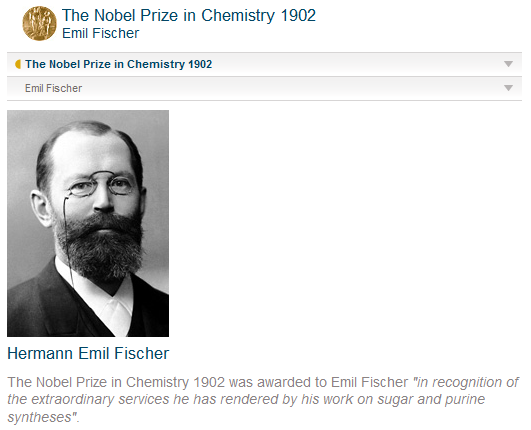 The Nobel Prize in Chemistry 1902
Emil Fischer
The Nobel Prize in Chemistry 1902
Emil Fischer
Hermann Emil Fischer
The Nobel Prize in Chemistry 1902 was awarded to Emil Fischer "in recognition of
the extraordinary services he has rendered by his work on sugar and purine
syntheses".